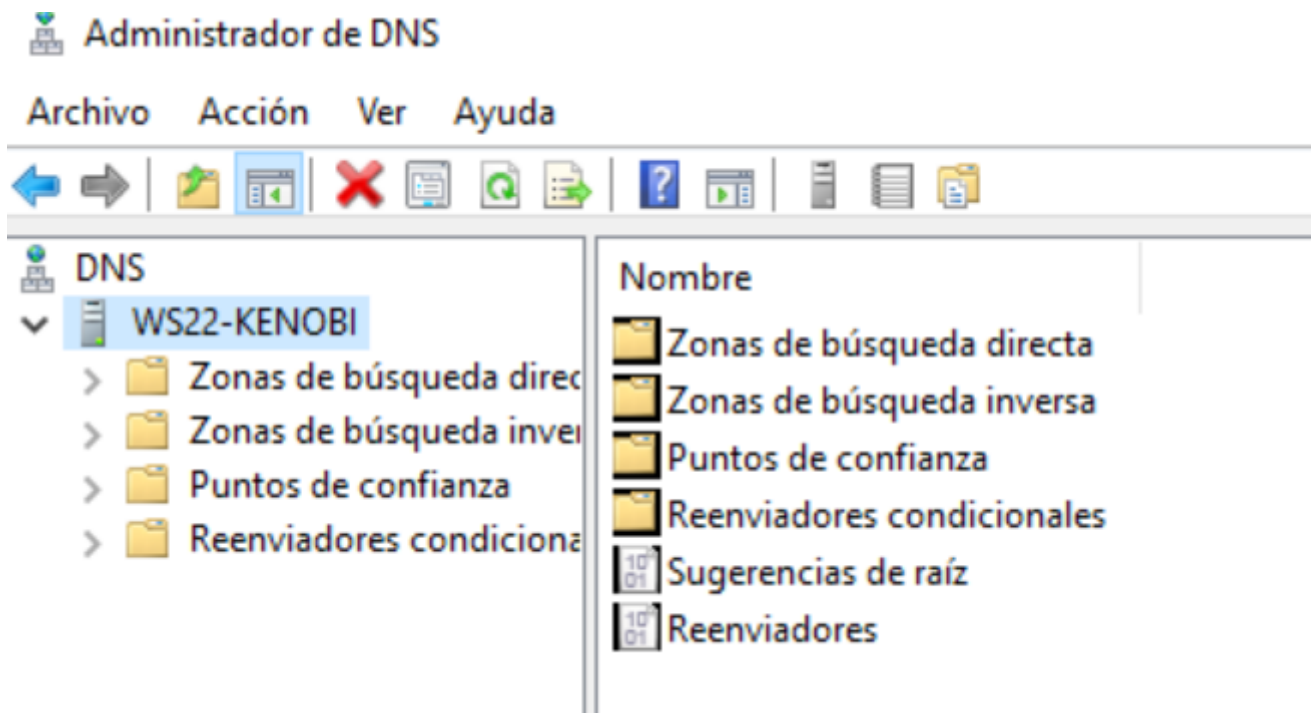 Administrador de DNS
Archivo Acción Ver Ayuda
DNS
WS22-KENOBI
Zonas de búsqueda direc
Zonas de búsqueda inver
Puntos de confianza
Reenviadores condiciona
Nombre
Zonas de búsqueda directa
Zonas de búsqueda inversa
Puntos de confianza
Reenviadores condicionales
Sugerencias de raíz
Reenviadores